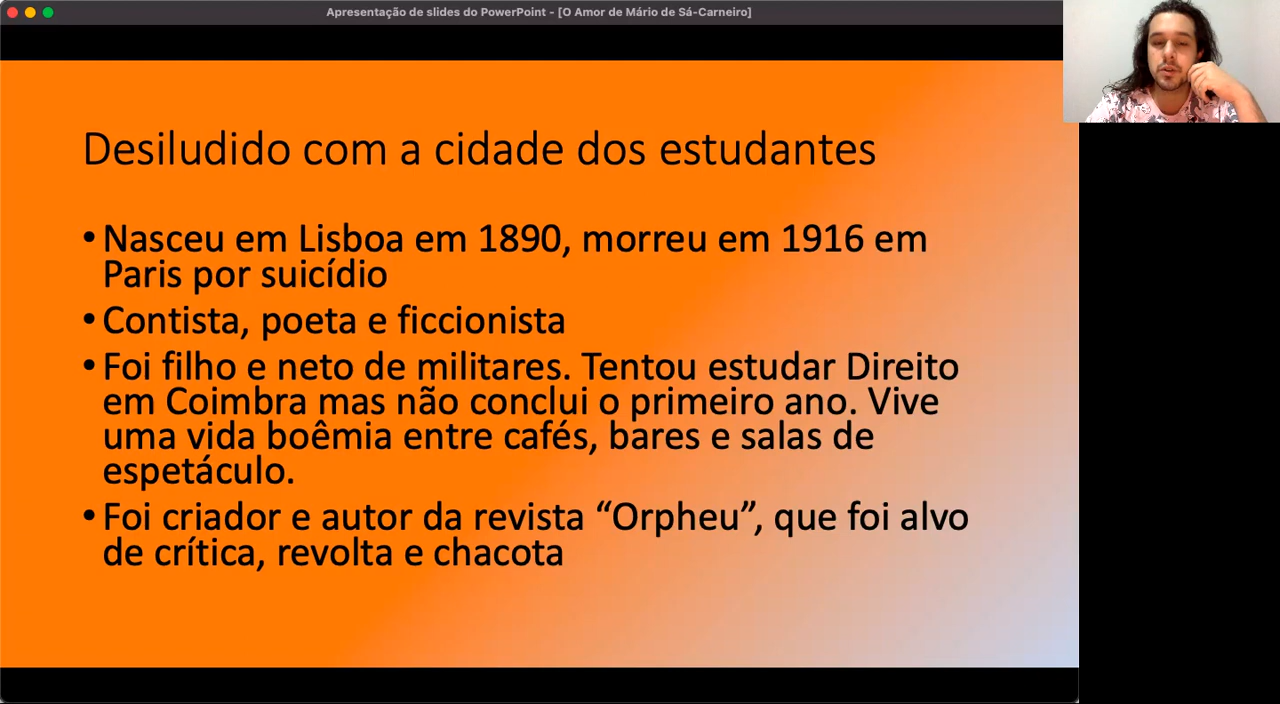 Apresentação de slides do PowerPoint - [O Amor de Mário de Sá-Carneiro]
Desiludido com a cidade dos estudantes
•Nasceu em Lisboa em 1890, morreu em 1916 em
Paris por suicídio
•Contista, poeta e ficcionista
•Foi filho e neto de militares. Tentou estudar Direito
em Coimbra mas não conclui o primeiro ano. Vive
uma vida boêmia entre cafés, bares e salas de
espetáculo.
•Foi criador e autor da revista “Orpheu”, que foi alvo
de crítica, revolta e chacota